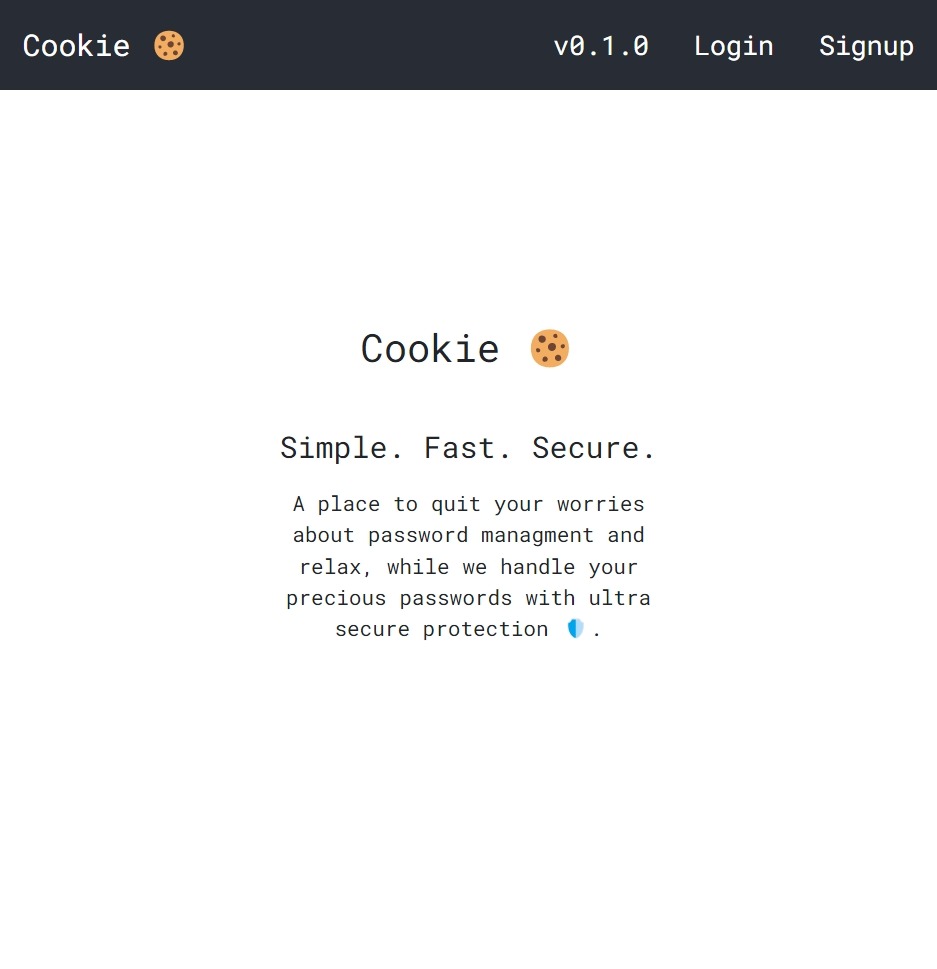 Cookie 🍪
v0.1.0 Login Signup
Cookie 🍪
Simple. Fast. Secure.
A place to quit your worries
about password managment and
relax, while we handle your
precious passwords with ultra
secure protection 🛡️.